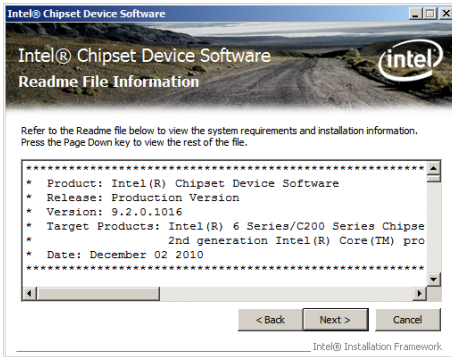 Intel® Chipset Device Software
Intel® Chipset Device Software
Readme File Information
intel
Refer to the Readme file below to view the system requirements and installation information.
Press the Page Down key to view the rest of the file.
********************************************************
* Product: Intel(R) Chipset Device Software
* Release: Production Version
* Version: 9.2.0.1016
* Target Products: Intel(R) 6 Series/C200 Series Chipse
* 2nd generation Intel(R) Core(TM) pro
* Date: December 02 2010
********************************************************
< Back Next > Cancel
Intel® Installation Framework